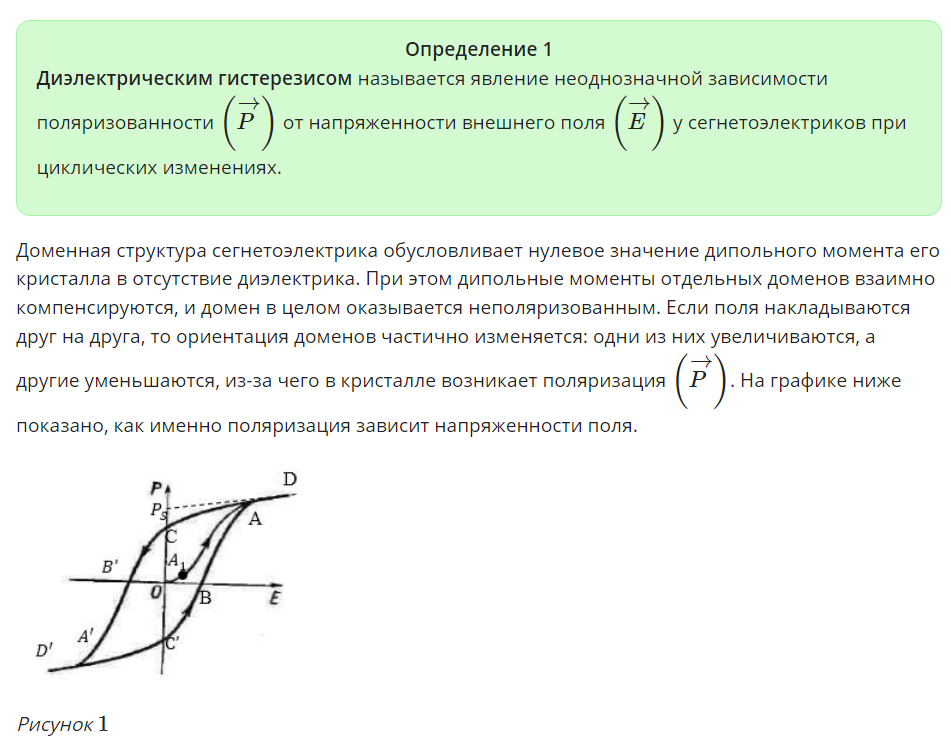 Определение 1
Диэлектрическим гистерезисом называется явление неоднозначной зависимости
поляризованности (P⃗) от напряженности внешнего поля (E⃗) у сегнетоэлектриков при
циклических изменениях.
Доменная структура сегнетоэлектрика обусловливает нулевое значение дипольного момента его
кристалла в отсутствие диэлектрика. При этом дипольные моменты отдельных доменов взаимно
компенсируются, и домен в целом оказывается неполяризованным. Если поля накладываются
друг на друга, то ориентация доменов частично изменяется: одни из них увеличиваются, а
другие уменьшаются, из-за чего в кристалле возникает поляризация (P⃗). На графике ниже
показано, как именно поляризация зависит напряженности поля.
D
P
Ps
A
C
A1
B'
O
B
E
A'
C'
D'
Рисунок 1